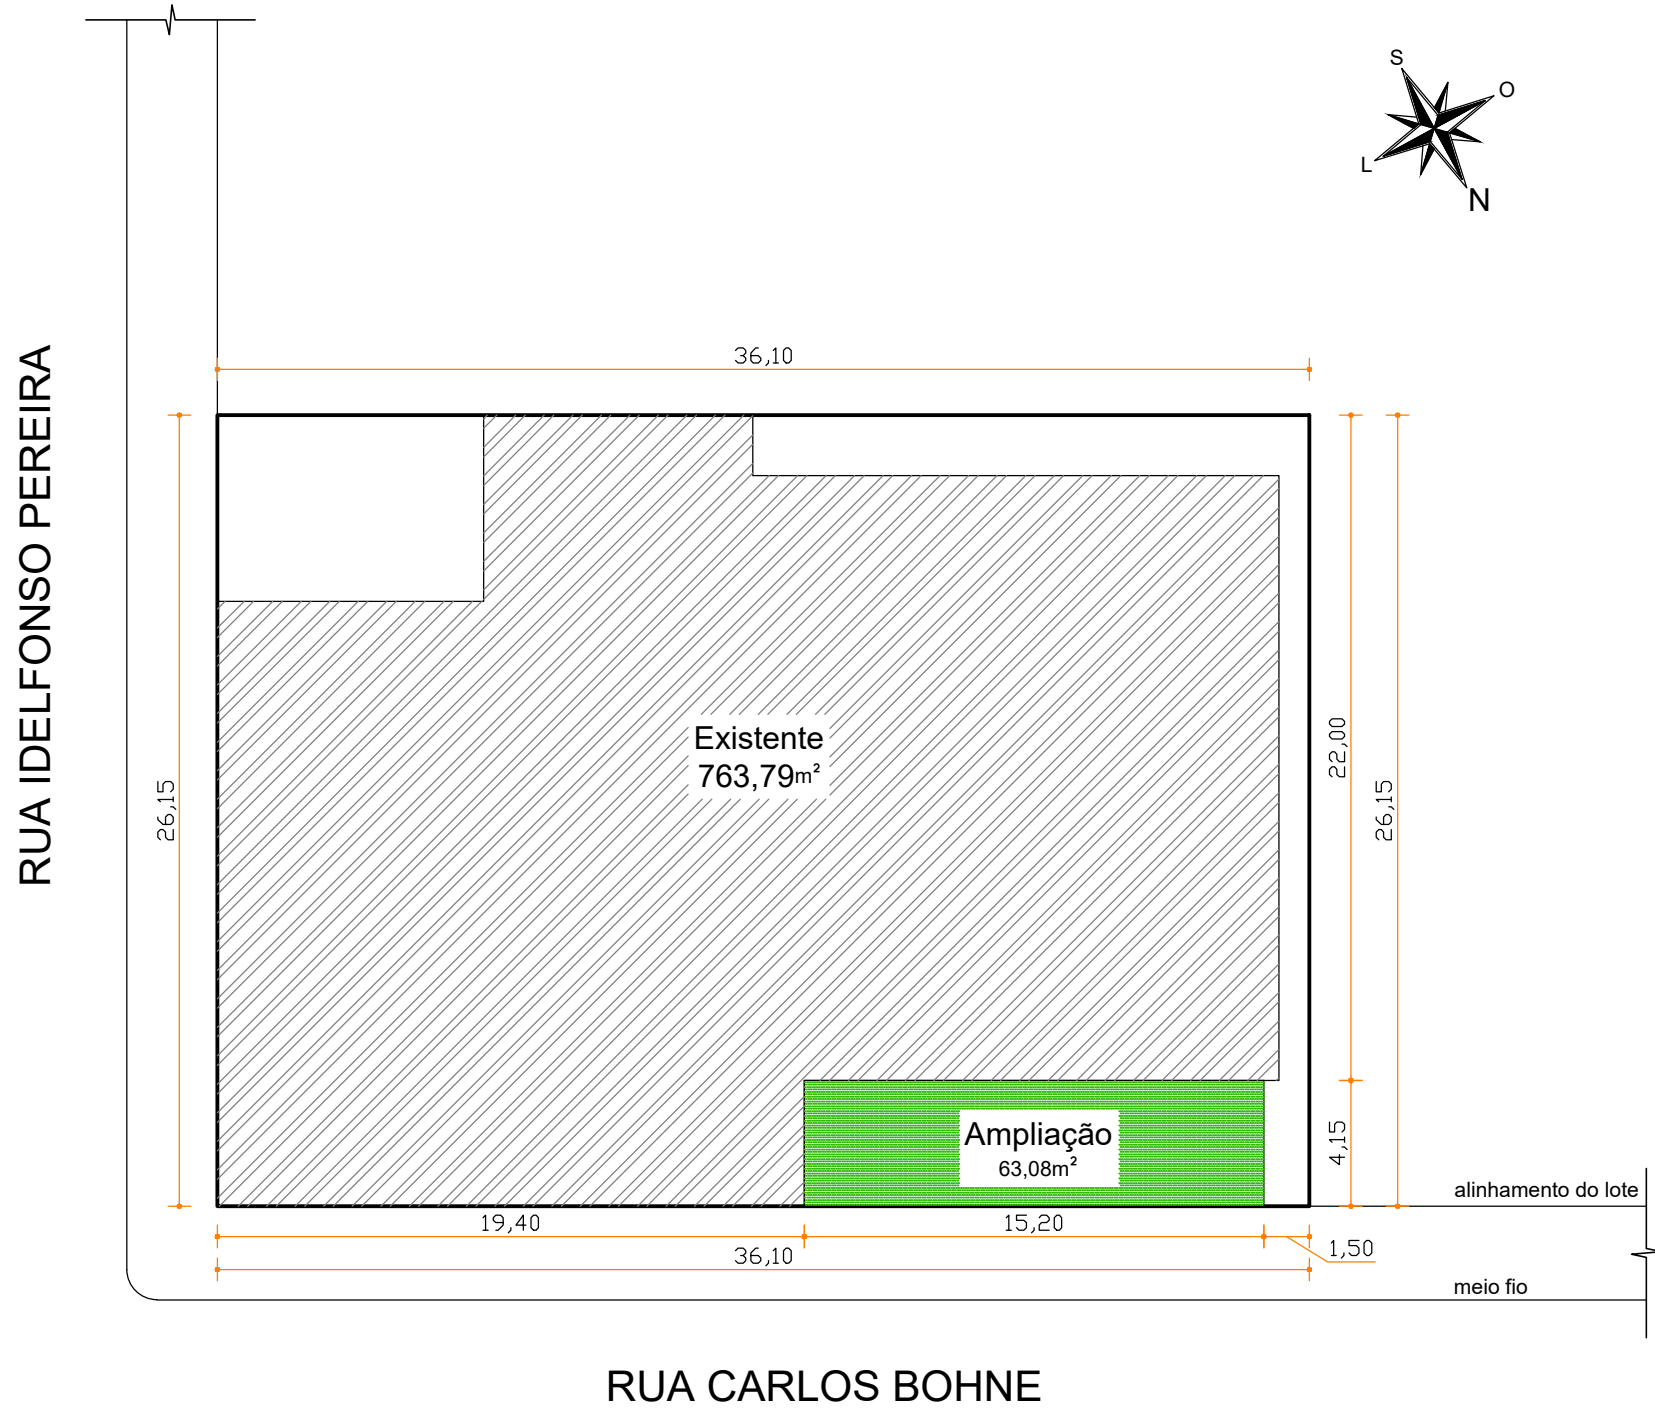 S
O
L
N
36,10
RUA IDELFONSO PEREIRA
26,15
Existente
763,79m²
22,00
26,15
Ampliação
63,08m²
4,15
alinhamento do lote
19,40
15,20
1,50
36,10
meio fio
RUA CARLOS BOHNE